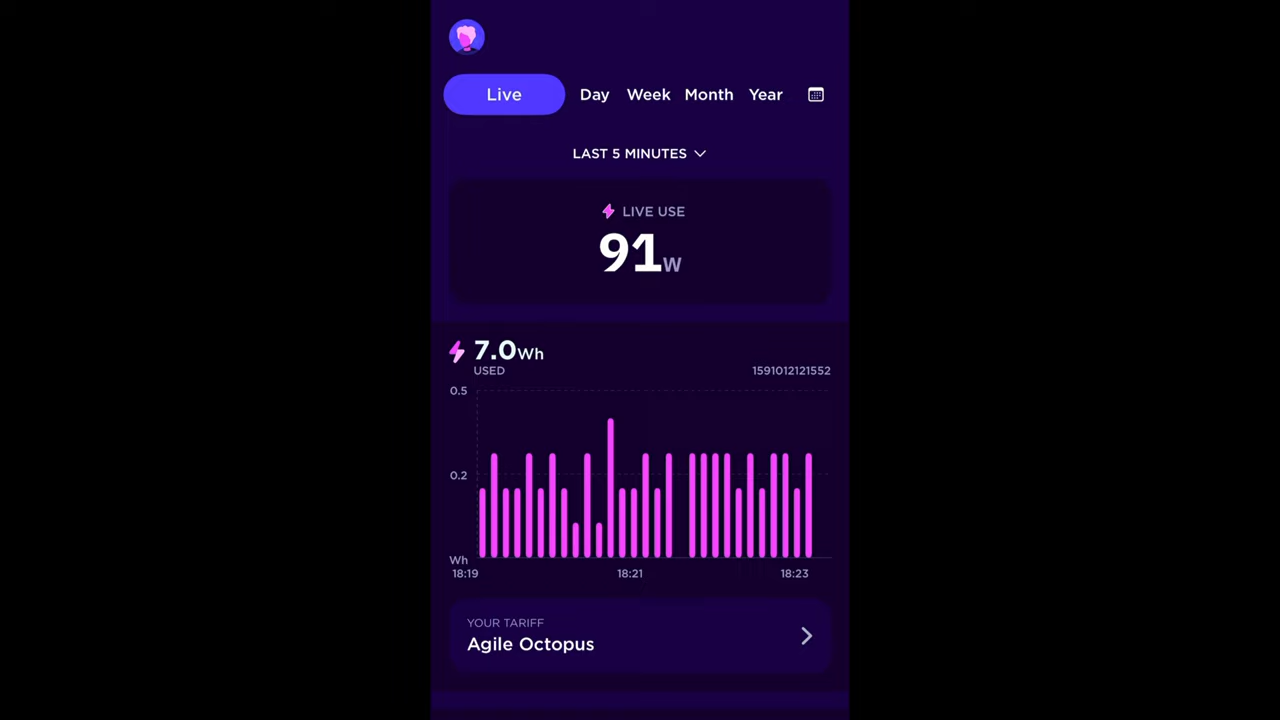 Live Day Week Month Year
LAST 5 MINUTES
LIVE USE
91W
7.0Wh
USED
1591012121552
0.5
0.2
Wh
18:19 18:21 18:23
YOUR TARIFF
Agile Octopus